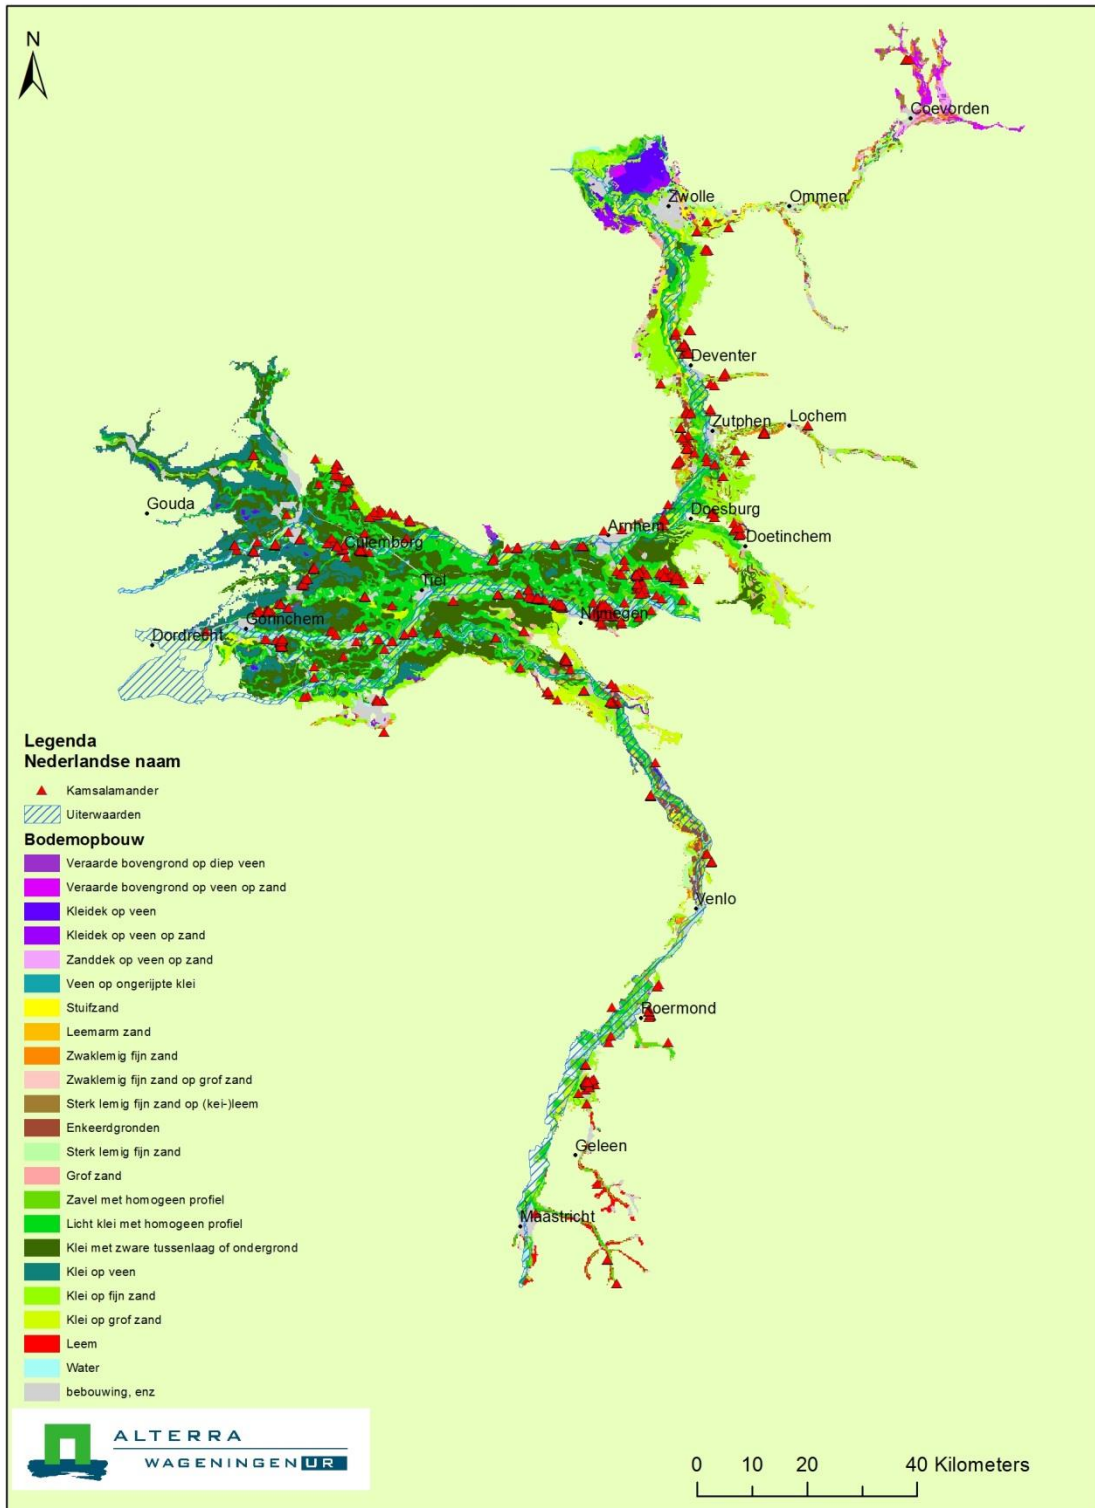 N
Coevorden
Zwolle
Ommen
Deventer
Zutphen
Lochem
Gouda
Doesburg
Arnhem
Culemborg
Doetinchem
Tiel
Gorinchem
Nijmegen
Dordrecht
Venlo
Roermond
Geleen
Maastricht
Legenda
Nederlandse naam
Kamsalamander
Uiterwaarden
Bodemopbouw
Veraarde bovengrond op diep veen
Veraarde bovengrond op veen op zand
Kleidek op veen
Kleidek op veen op zand
Zanddek op veen op zand
Veen op ongerijpte klei
Stuifzand
Leemarm zand
Zwaklemig fijn zand
Zwaklemig fijn zand op grof zand
Sterk lemig fijn zand op (kei-)leem
Enkeerdgronden
Sterk lemig fijn zand
Grof zand
Zavel met homogeen profiel
Licht klei met homogeen profiel
Klei met zware tussenlaag of ondergrond
Klei op veen
Klei op fijn zand
Klei op grof zand
Leem
Water
bebouwing, enz
ALTERRA
WAGENINGEN UR
0 10 20 40 Kilometers